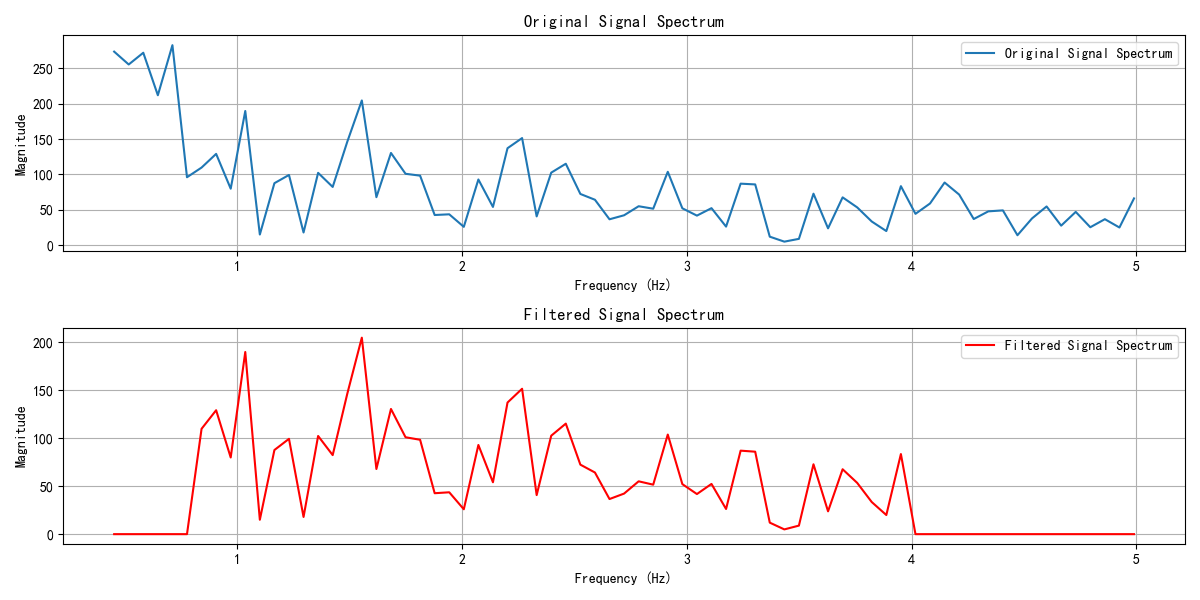 Original Signal Spectrum
Original Signal Spectrum
Magnitude
250
200
150
100
50
0
1 2 3 4 5
Frequency (Hz)
Filtered Signal Spectrum
Filtered Signal Spectrum
Magnitude
200
150
100
50
0
1 2 3 4 5
Frequency (Hz)